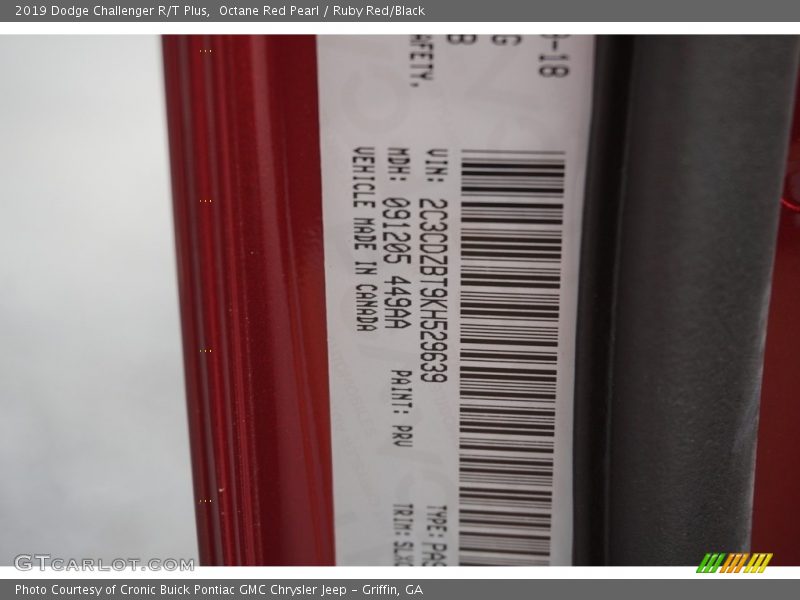 2019 Dodge Challenger R/T Plus, Octane Red Pearl / Ruby Red/Black
-18
G
B
AFETY,
VIN: 2C3CDZBT9KH529639 TYPE: PAS
MDH: 091205 449AA PAINT: PRV TRIM:
VEHICLE MADE IN CANADA
GTCARLOT.COM
Photo Courtesy of Cronic Buick Pontiac GMC Chrysler Jeep - Griffin, GA